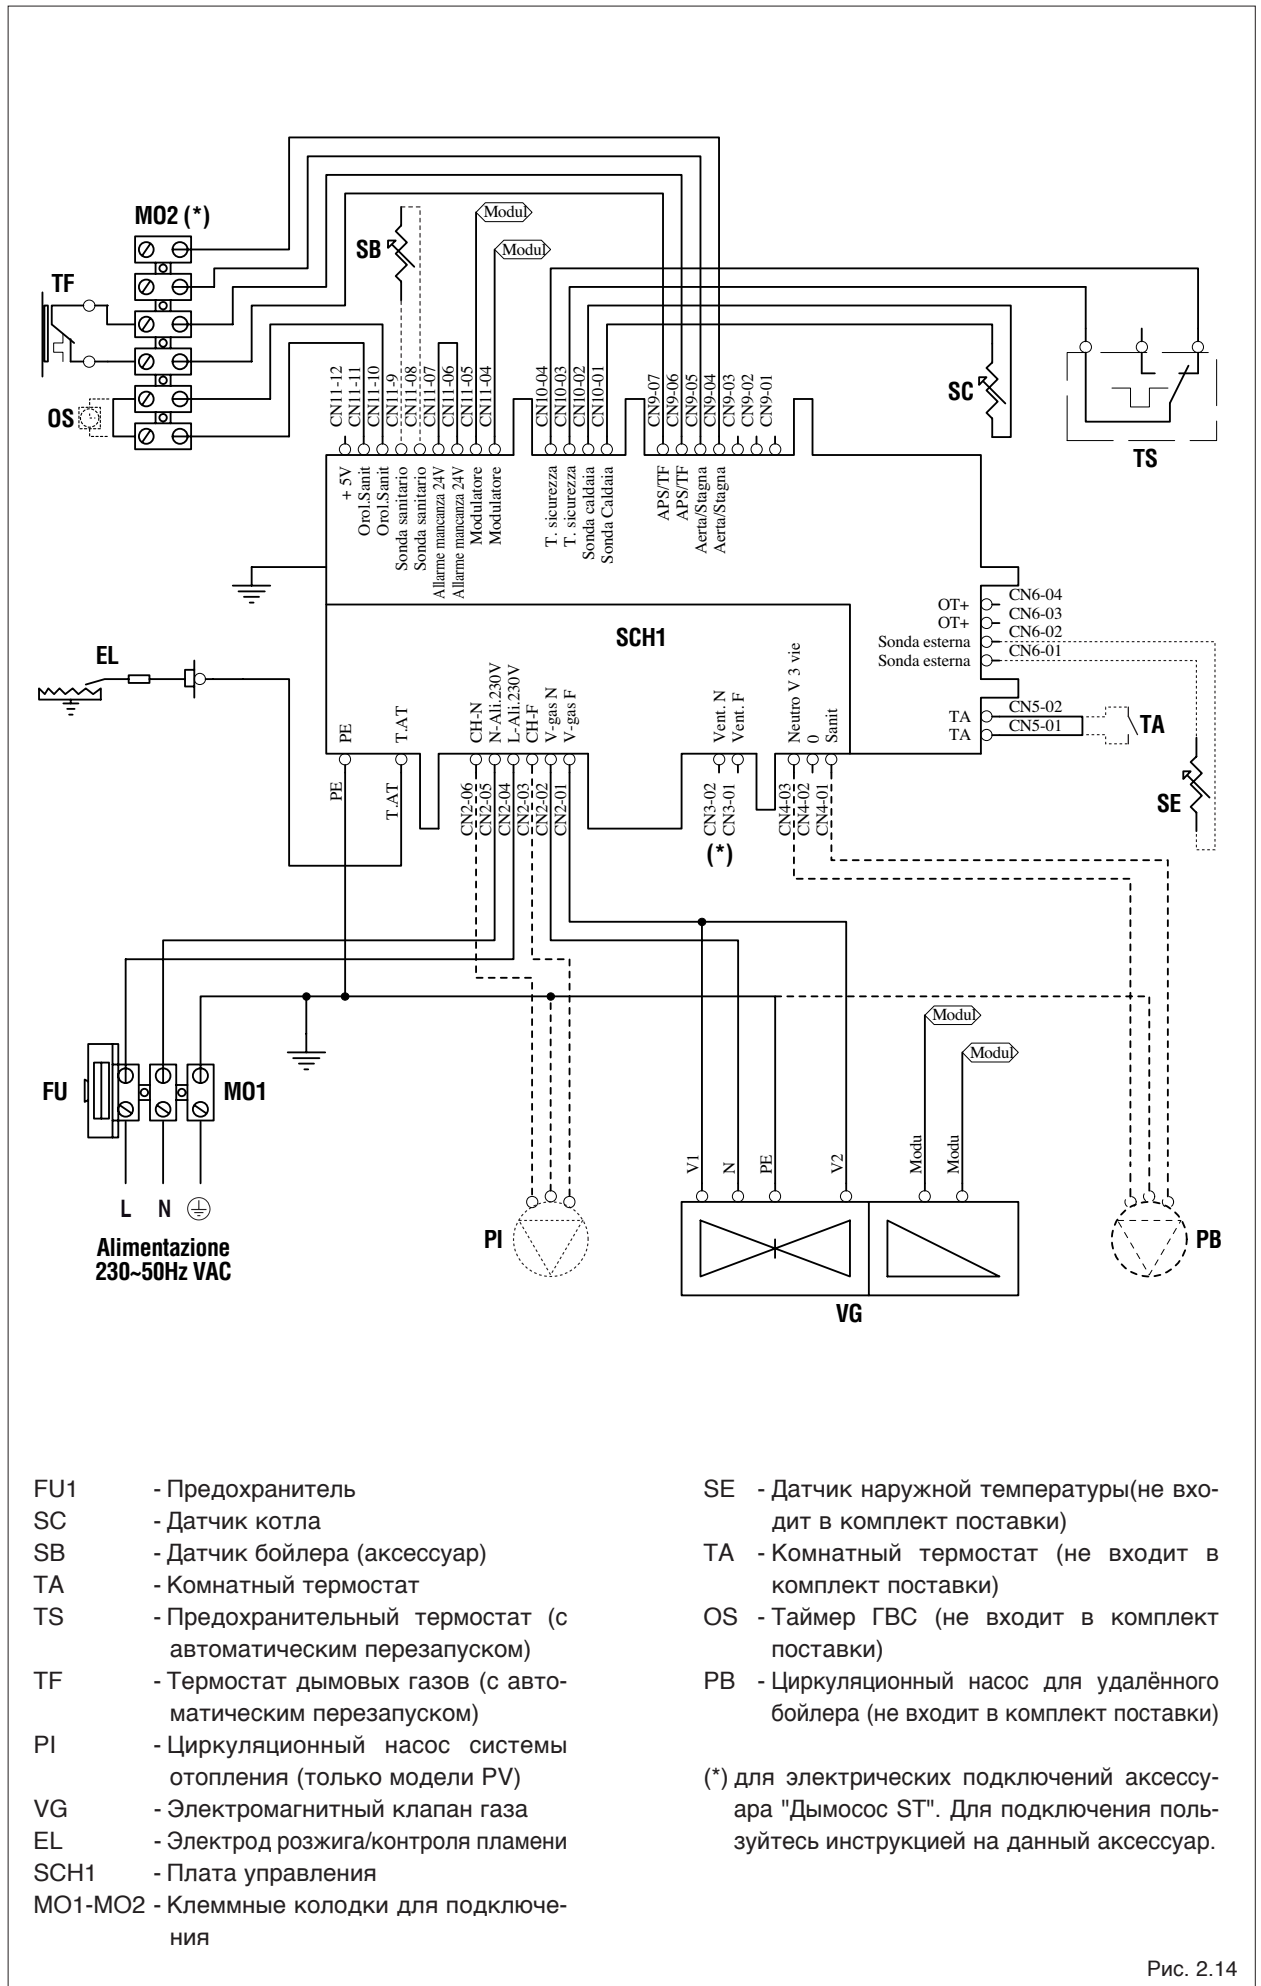 MO2 (*)
SB
Modul
Modul
TF
OS
CN11-12
CN11-11
CN11-10
CN11-9
CN11-08
CN11-07
CN11-06
CN11-05
CN11-04
CN10-04
CN10-03
CN10-02
CN10-01
CN9-07
CN9-06
CN9-05
CN9-04
CN9-03
CN9-02
CN9-01
SC
TS
+ 5V
Orol.Sanit
Orol.Sanit
Sonda sanitario
Sonda sanitario
Allarme mancanza 24V
Allarme mancanza 24V
Modulatore
Modulatore
T. sicurezza
T. sicurezza
Sonda caldaia
Sonda Caldaia
APS/TF
APS/TF
Aerta/Stagna
Aerta/Stagna
OT+
OT+
Sonda esterna
Sonda esterna
CN6-04
CN6-03
CN6-02
CN6-01
SCH1
EL
TA
TA
CN5-02
CN5-01
TA
SE
PE
T.AT
CH-N
N-Ali.230V
L-Ali.230V
CH-F
V-gas N
V-gas F
Vent. N
Vent. F
Neutro V 3 vie
0
Sanit
PE
T.AT
CN2-06
CN2-05
CN2-04
CN2-03
CN2-02
CN2-01
CN3-02
CN3-01
CN4-03
CN4-02
CN4-01
(*)
Modul
Modul
FU
MO1
V1
N
PE
V2
Modu
Modu
L N
Alimentazione
230~50Hz VAC
PI
VG
PB
FU1 - Предохранитель
SC - Датчик котла
SB - Датчик бойлера (аксессуар)
TA - Комнатный термостат
TS - Предохранительный термостат (с
автоматическим перезапуском)
TF - Термостат дымовых газов (с авто-
матическим перезапуском)
PI - Циркуляционный насос системы
отопления (только модели PV)
VG - Электромагнитный клапан газа
EL - Электрод розжига/контроля пламени
SCH1 - Плата управления
MO1-MO2 - Клеммные колодки для подключе-
ния
SE - Датчик наружной температуры(не вхо-
дит в комплект поставки)
TA - Комнатный термостат (не входит в
комплект поставки)
OS - Таймер ГВС (не входит в комплект
поставки)
PB - Циркуляционный насос для удалённого
бойлера (не входит в комплект поставки)
(*) для электрических подключений аксессу-
ара "Дымосос ST". Для подключения поль-
зуйтесь инструкцией на данный аксессуар.
Рис. 2.14